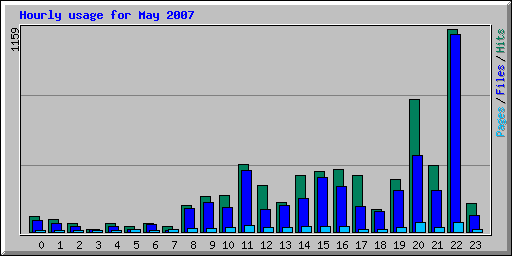 Hourly usage for May 2007
1159
Pages/Files/Hits
0 1 2 3 4 5 6 7 8 9 10 11 12 13 14 15 16 17 18 19 20 21 22 23